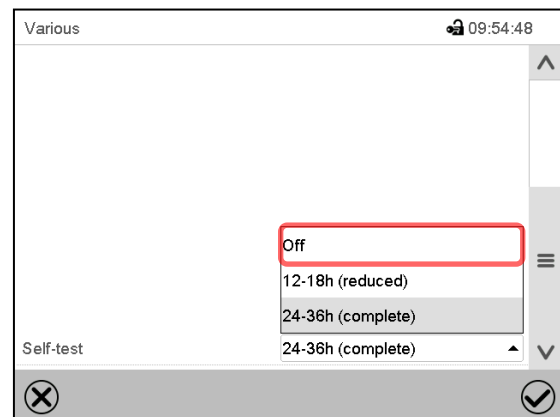 Various 09:54:48
Off
12-18h (reduced)
24-36h (complete)
Self-test 24-36h (complete)